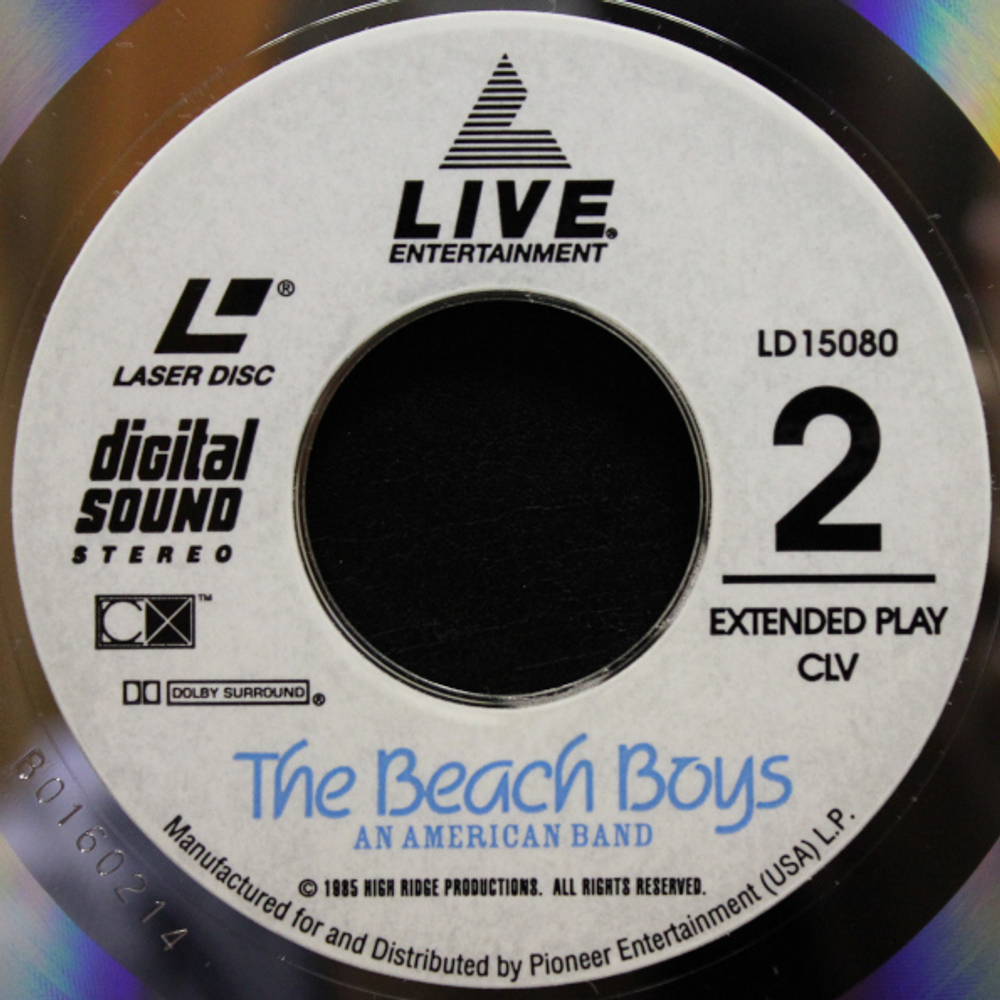 LIVE®
ENTERTAINMENT
®
LASER DISC
LD15080
digital
SOUND
STEREO
2
CX™
EXTENDED PLAY
CLV
DOLBY SURROUND®
The Beach Boys
AN AMERICAN BAND
© 1985 HIGH RIDGE PRODUCTIONS. ALL RIGHTS RESERVED.
Manufactured for and Distributed by Pioneer Entertainment (USA) L.P.
B0160214